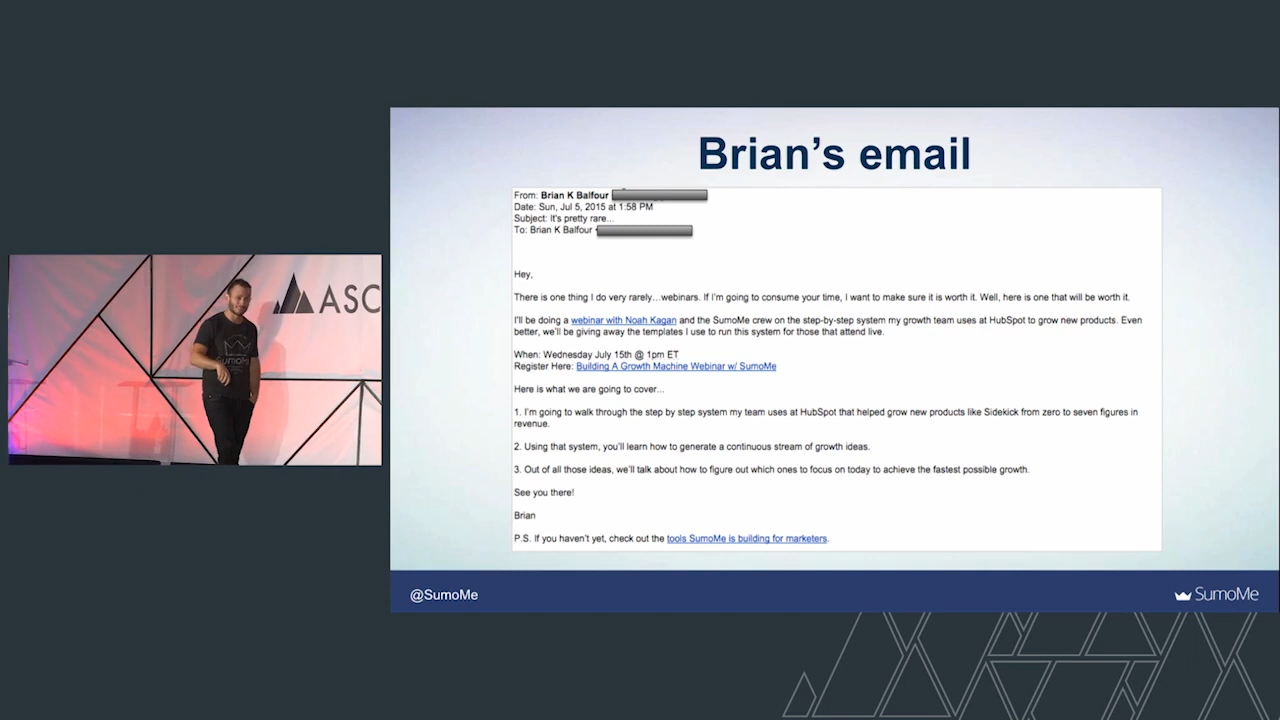 Brian's email
From: Brian K Balfour
Date: Sun, Jul 5, 2015 at 1:58 PM
Subject: It's pretty rare...
To: Brian K Balfour
Hey,
There is one thing I do very rarely…webinars. If I'm going to consume your time, I want to make sure it is worth it. Well, here is one that will be worth it.
I'll be doing a webinar with Noah Kagan and the SumoMe crew on the step-by-step system my growth team uses at HubSpot to grow new products. Even
better, we'll be giving away the templates I use to run this system for those that attend live.
When: Wednesday July 15th @ 1pm ET
Register Here: Building A Growth Machine Webinar w/ SumoMe
Here is what we are going to cover...
1. I'm going to walk through the step by step system my team uses at HubSpot that helped grow new products like Sidekick from zero to seven figures in
revenue.
2. Using that system, you'll learn how to generate a continuous stream of growth ideas.
3. Out of all those ideas, we'll talk about how to figure out which ones to focus on today to achieve the fastest possible growth.
See you there!
Brian
P.S. If you haven't yet, check out the tools SumoMe is building for marketers.
@SumoMe
SumoMe
ASC
SumoMe